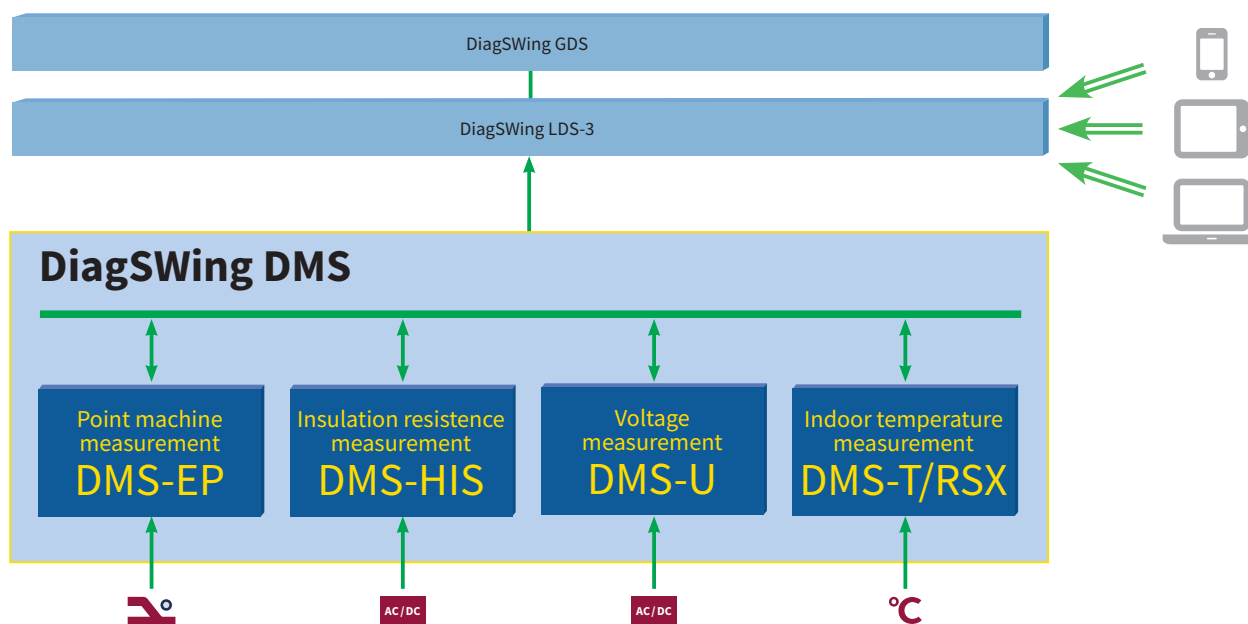 DiagSWing GDS
DiagSWing LDS-3
DiagSWing DMS
Point machine
measurement
DMS-EP
Insulation resistence
measurement
DMS-HIS
Voltage
measurement
DMS-U
Indoor temperature
measurement
DMS-T/RSX
AC/DC
AC/DC
°C